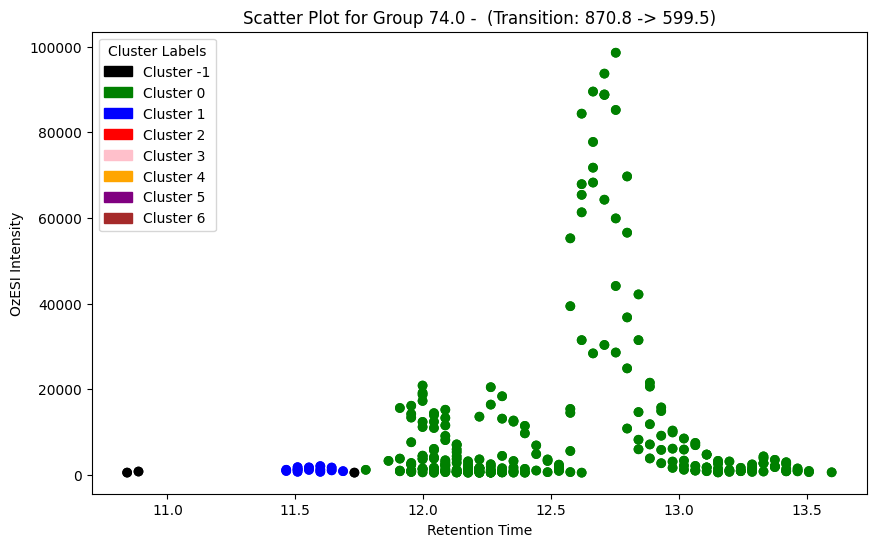 Scatter Plot for Group 74.0 -  (Transition: 870.8 -> 599.5)
Cluster Labels
Cluster -1
Cluster 0
Cluster 1
Cluster 2
Cluster 3
Cluster 4
Cluster 5
Cluster 6
OzESI Intensity
100000
80000
60000
40000
20000
0
11.0 11.5 12.0 12.5 13.0 13.5
Retention Time